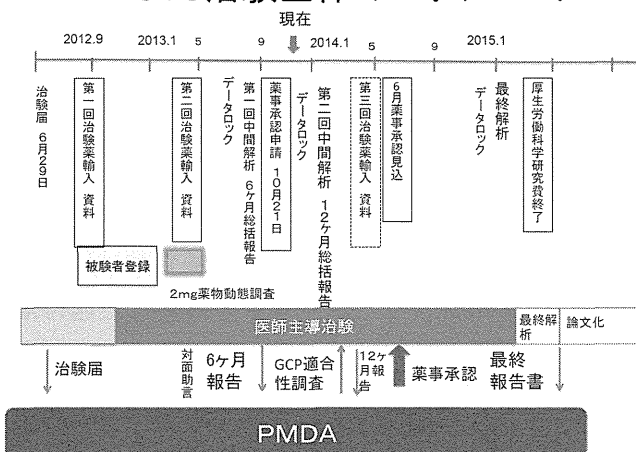 現在
2012.9
2013.1
5
9
2014.1
5
9
2015.1
治験届 6月29日
第一回治験薬輸入 資料
第二回治験薬輸入 資料
データロック
第一回中間解析 6ヶ月総括報告
薬事承認申請 10月21日
データロック
第二回中間解析 12ヶ月総括報告
第三回治験薬輸入 資料
6月薬事承認見込
データロック
最終解析
厚生労働科学研究費終了
被験者登録
2mg薬物動態調査
医師主導治験
最終解
析
論文化
治験届
対面
助言
6ヶ月
報告
GCP適合
性調査
12ヶ
月報
告
薬事承認
最終
報告書
PMDA